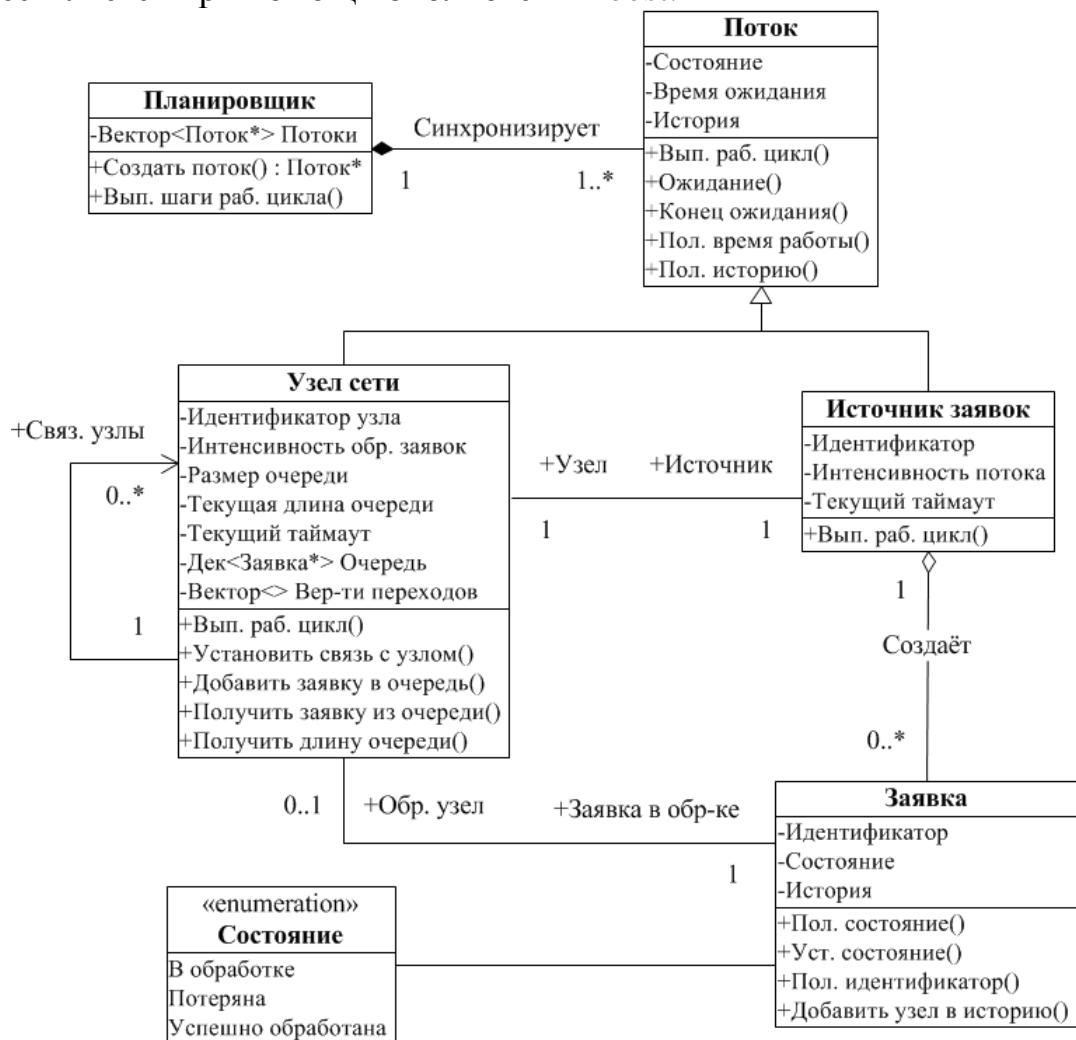 Поток
-Состояние
-Время ожидания
-История
+Вып. раб. цикл()
+Ожидание()
+Конец ожидания()
+Пол. время работы()
+Пол. историю()
Планировщик
-Вектор<Поток*> Потоки
+Создать поток() : Поток*
+Вып. шаги раб. цикла()
Синхронизирует
1
1..*
Узел сети
-Идентификатор узла
-Интенсивность обр. заявок
-Размер очереди
-Текущая длина очереди
-Текущий таймаут
-Дек<Заявка*> Очередь
-Вектор<> Вер-ти переходов
+Вып. раб. цикл()
+Установить связь с узлом()
+Добавить заявку в очередь()
+Получить заявку из очереди()
+Получить длину очереди()
+Связ. узлы
0..*
1
+Узел
+Источник
1
1
Источник заявок
-Идентификатор
-Интенсивность потока
-Текущий таймаут
+Вып. раб. цикл()
1
Создаёт
0..*
0..1
+Обр. узел
+Заявка в обр-ке
1
Заявка
-Идентификатор
-Состояние
-История
+Пол. состояние()
+Уст. состояние()
+Пол. идентификатор()
+Добавить узел в историю()
«enumeration»
Состояние
В обработке
Потеряна
Успешно обработана